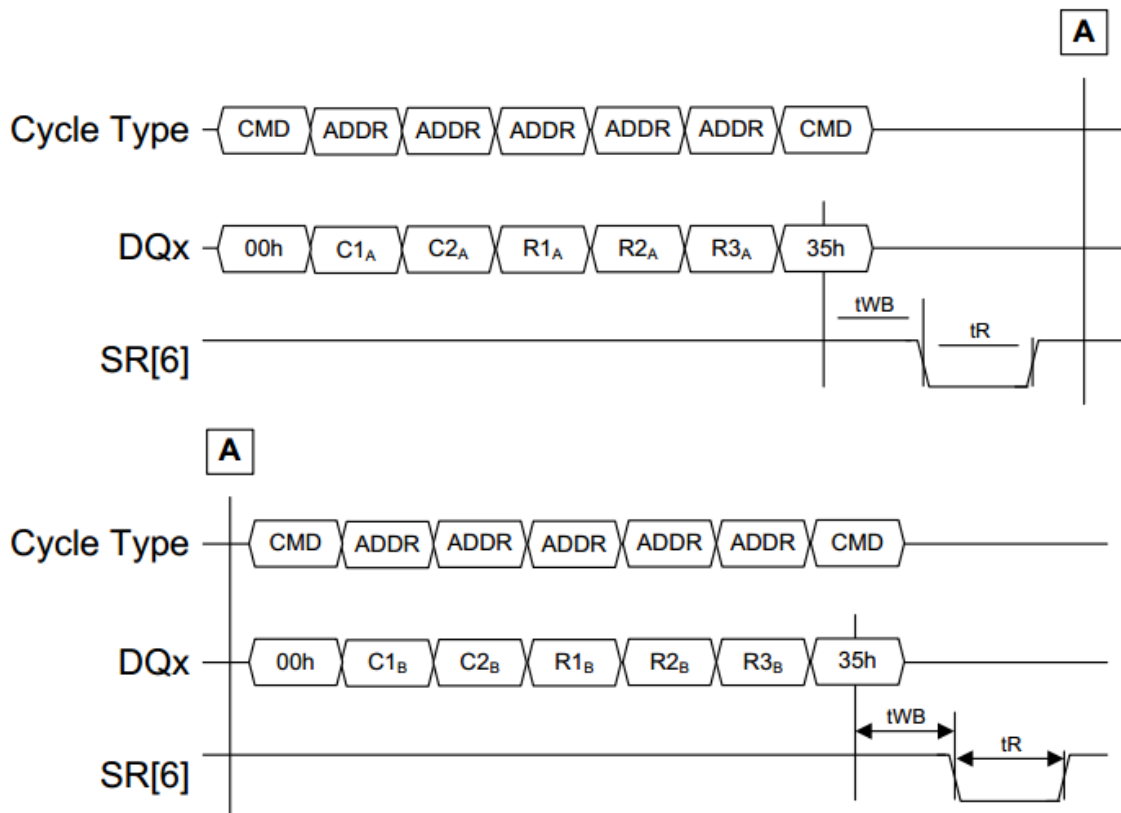 A
Cycle Type CMD ADDR ADDR ADDR ADDR ADDR CMD
DQx 00h C1A C2A R1A R2A R3A 35h
tWB tR
SR[6]
A
Cycle Type CMD ADDR ADDR ADDR ADDR ADDR CMD
DQx 00h C1B C2B R1B R2B R3B 35h
tWB tR
SR[6]